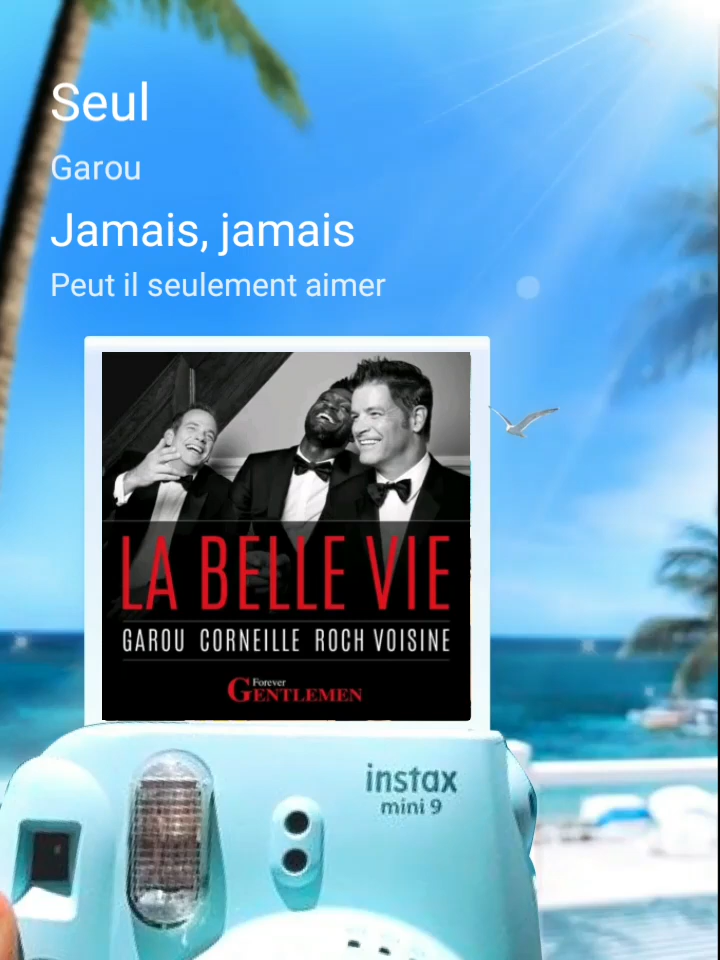 Seul
Garou
Jamais, jamais
Peut il seulement aimer
LA BELLE VIE
GAROU CORNEILLE ROCH VOISINE
Forever
GENTLEMEN
instax
mini 9